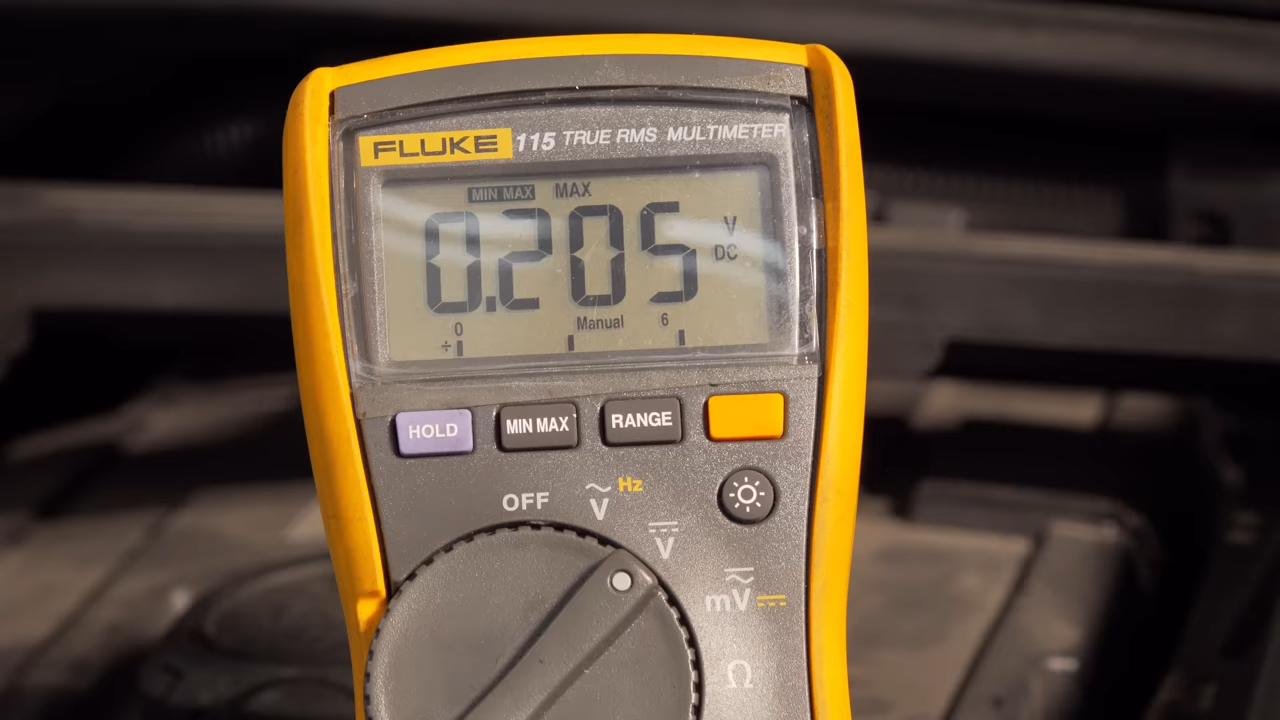 FLUKE 115 TRUE RMS MULTIMETER
MIN MAX MAX
0.205 V DC
0 Manual 6
÷
HOLD MIN MAX RANGE
OFF V Hz
V
mV
Ω